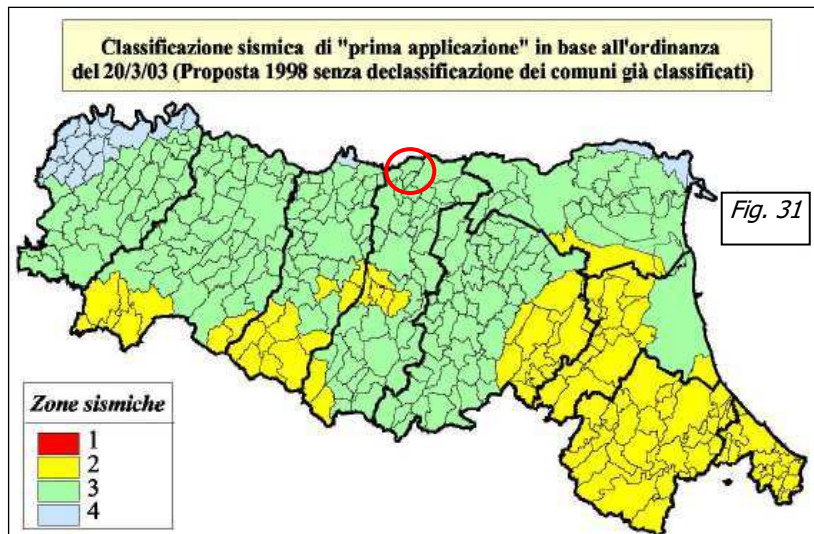 Classificazione sismica di "prima applicazione" in base all'ordinanza
del 20/3/03 (Proposta 1998 senza declassificazione dei comuni già classificati)
Fig. 31
Zone sismiche
1
2
3
4